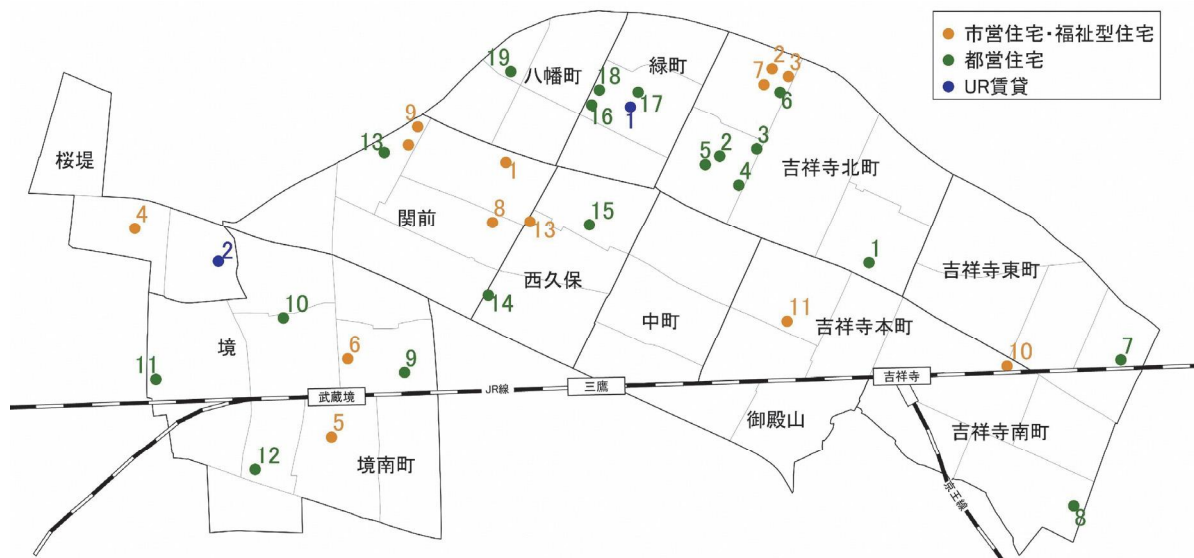 市営住宅・福祉型住宅
都営住宅
UR賃貸
19
八幡町
緑町
2
3
7
6
18
17
16
1
9
13
桜堤
1
5
2
3
4
吉祥寺北町
4
関前
8
13
15
2
1
吉祥寺東町
西久保
14
10
中町
11
吉祥寺本町
境
6
9
11
10
7
武蔵境
JR線
三鷹
吉祥寺
御殿山
5
吉祥寺南町
12
境南町
京王線
8